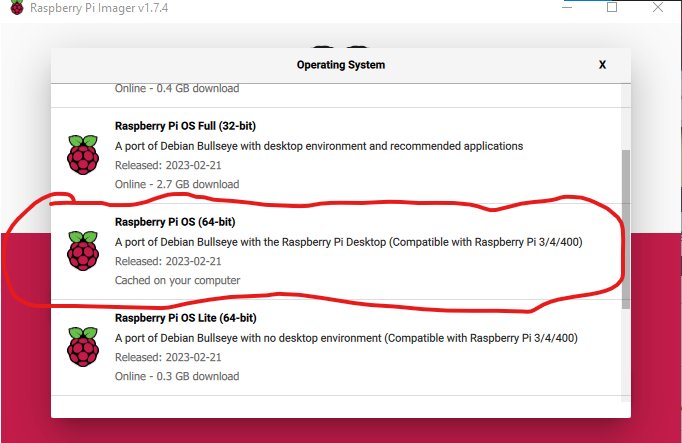 Raspberry Pi Imager v1.7.4
Operating System
X
Online - 0.4 GB download
Raspberry Pi OS Full (32-bit)
A port of Debian Bullseye with desktop environment and recommended applications
Released: 2023-02-21
Online - 2.7 GB download
Raspberry Pi OS (64-bit)
A port of Debian Bullseye with the Raspberry Pi Desktop (Compatible with Raspberry Pi 3/4/400)
Released: 2023-02-21
Cached on your computer
Raspberry Pi OS Lite (64-bit)
A port of Debian Bullseye with no desktop environment (Compatible with Raspberry Pi 3/4/400)
Released: 2023-02-21
Online - 0.3 GB download